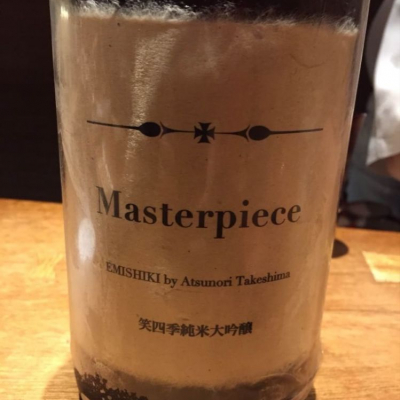 Masterpiece
EMISHIKI by Atsunori Takeshima
笑四季純米大吟醸